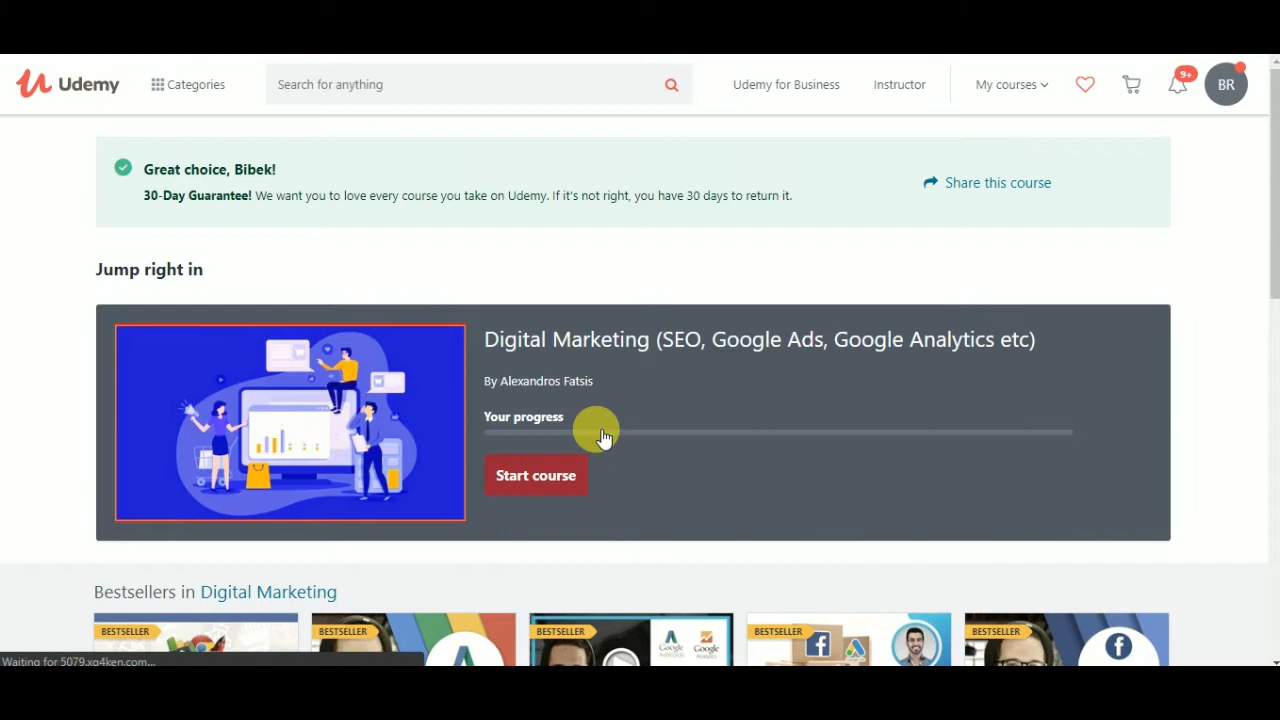 Udemy
Categories
Search for anything
Udemy for Business
Instructor
My courses
9+
BR
Great choice, Bibek!
30-Day Guarantee! We want you to love every course you take on Udemy. If it's not right, you have 30 days to return it.
Share this course
Jump right in
Digital Marketing (SEO, Google Ads, Google Analytics etc)
By Alexandros Fatsis
Your progress
Start course
Bestsellers in Digital Marketing
BESTSELLER
BESTSELLER
BESTSELLER
BESTSELLER
BESTSELLER
Google
Google
Waiting for 5079.xg4ken.com...